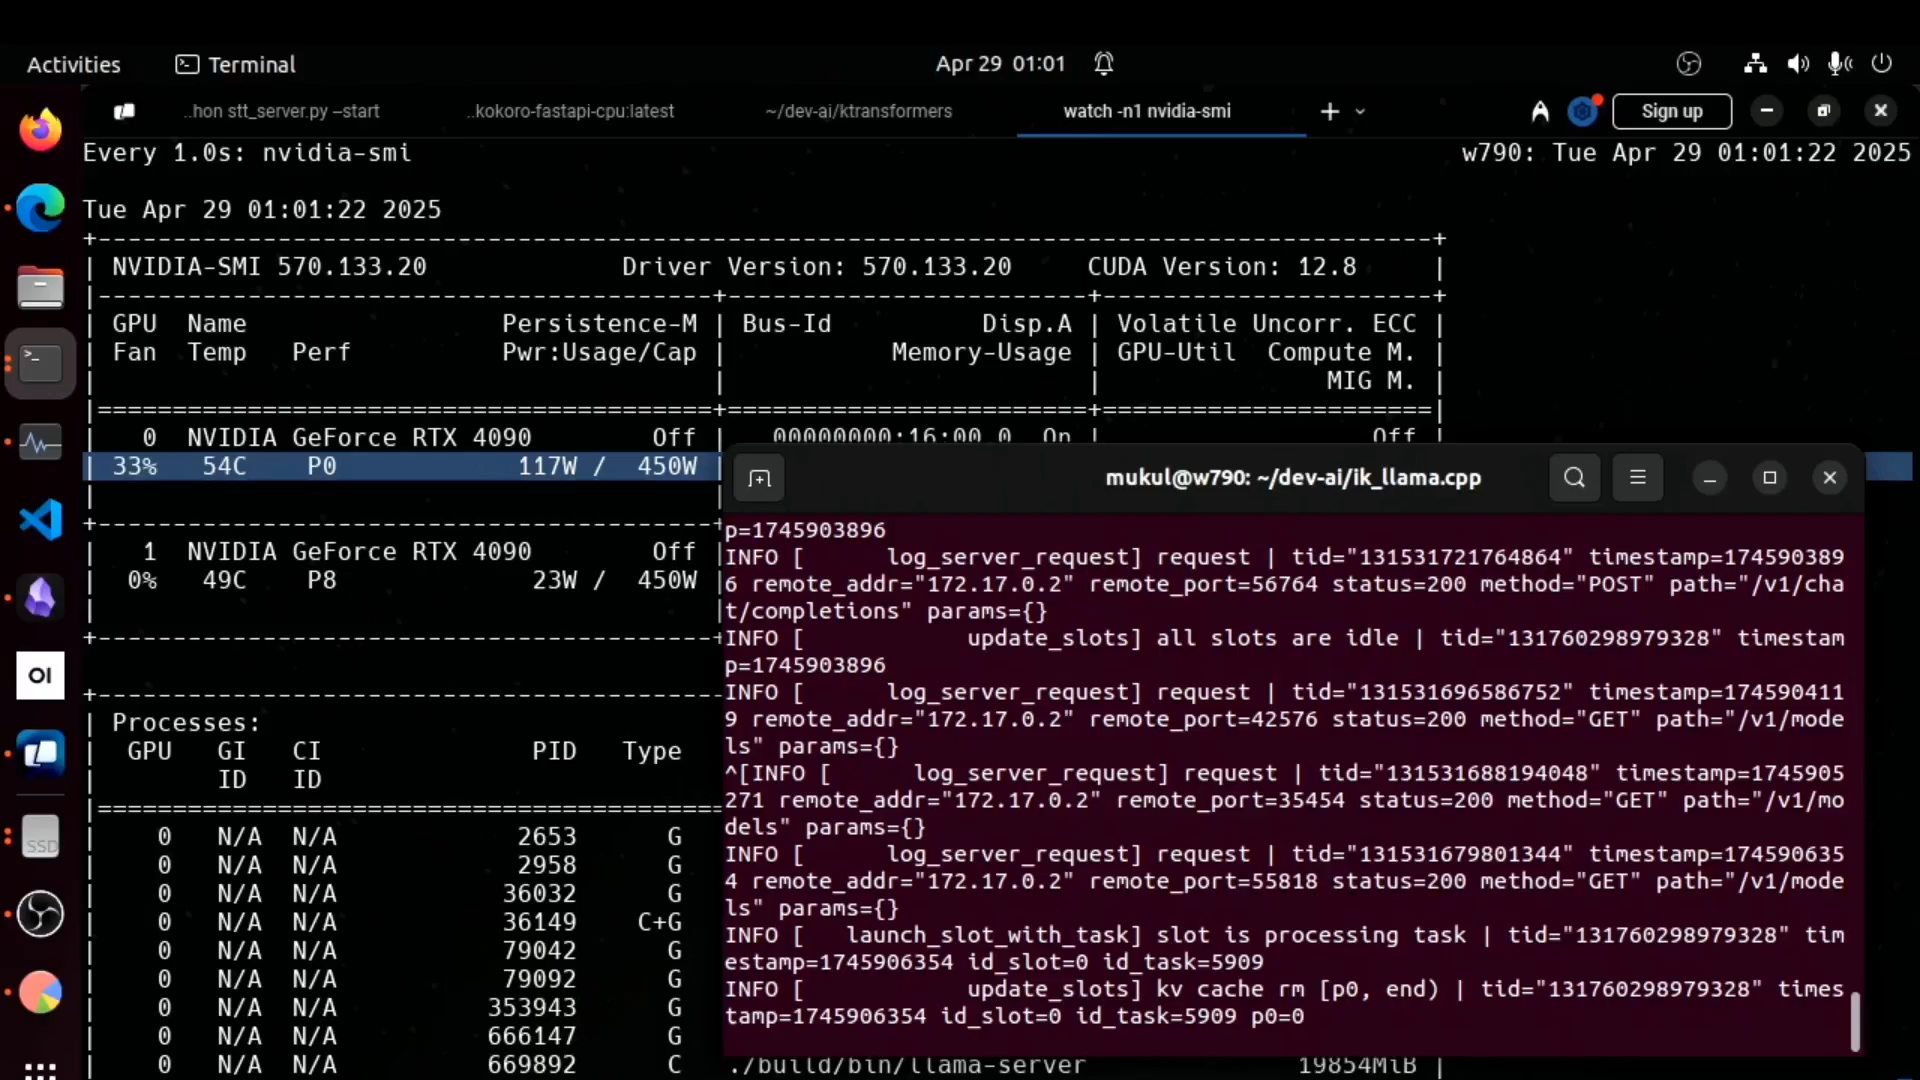 Activities Terminal Apr 29 01:01
..hon stt_server.py --start ..kokoro-fastapi-cpu:latest ~/dev-ai/ktransformers watch -n1 nvidia-smi Sign up
Every 1.0s: nvidia-smi w790: Tue Apr 29 01:01:22 2025
Tue Apr 29 01:01:22 2025
NVIDIA-SMI 570.133.20 Driver Version: 570.133.20 CUDA Version: 12.8
GPU Name Persistence-M | Bus-Id Disp.A | Volatile Uncorr. ECC
Fan Temp Perf Pwr:Usage/Cap | Memory-Usage | GPU-Util Compute M.
MIG M.
0 NVIDIA GeForce RTX 4090 Off | 00000000:16:00.0 On | Off
33% 54C P0 117W / 450W
1 NVIDIA GeForce RTX 4090 Off
0% 49C P8 23W / 450W
Processes:
GPU GI CI PID Type
ID ID
0 N/A N/A 2653 G
0 N/A N/A 2958 G
0 N/A N/A 36032 G
0 N/A N/A 36149 C+G
0 N/A N/A 79042 G
0 N/A N/A 79092 G
0 N/A N/A 353943 G
0 N/A N/A 666147 G
0 N/A N/A 669892 C ./build/bin/llama-server 19854MiB
mukul@w790: ~/dev-ai/ik_llama.cpp
p=1745903896
INFO [ log_server_request] request | tid="131531721764864" timestamp=174590389
6 remote_addr="172.17.0.2" remote_port=56764 status=200 method="POST" path="/v1/cha
t/completions" params={}
INFO [ update_slots] all slots are idle | tid="131760298979328" timestam
p=1745903896
INFO [ log_server_request] request | tid="131531696586752" timestamp=174590411
9 remote_addr="172.17.0.2" remote_port=42576 status=200 method="GET" path="/v1/mode
ls" params={}
^[INFO [ log_server_request] request | tid="131531688194048" timestamp=1745905
271 remote_addr="172.17.0.2" remote_port=35454 status=200 method="GET" path="/v1/mo
dels" params={}
INFO [ log_server_request] request | tid="131531679801344" timestamp=174590635
4 remote_addr="172.17.0.2" remote_port=55818 status=200 method="GET" path="/v1/mode
ls" params={}
INFO [ launch_slot_with_task] slot is processing task | tid="131760298979328" tim
estamp=1745906354 id_slot=0 id_task=5909
INFO [ update_slots] kv cache rm [p0, end) | tid="131760298979328" times
tamp=1745906354 id_slot=0 id_task=5909 p0=0
OI
SSD